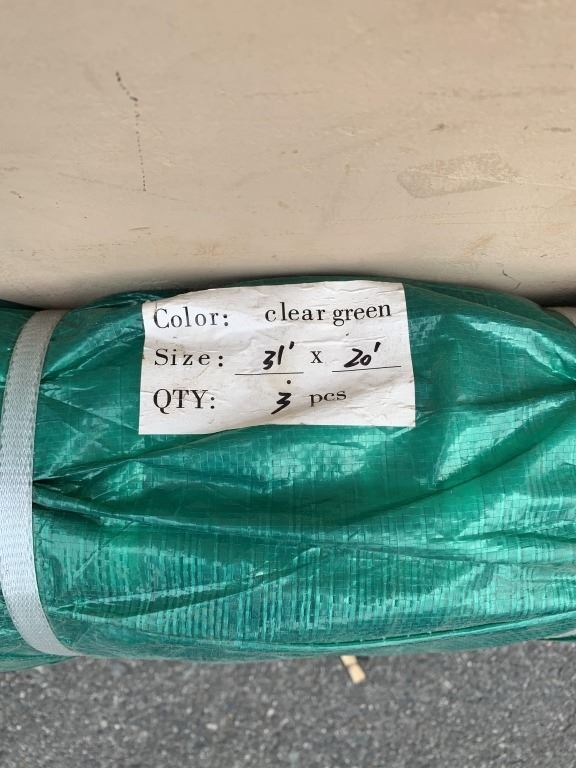 Color: clear green
Size: 31' x 20'
QTY: 3 pcs